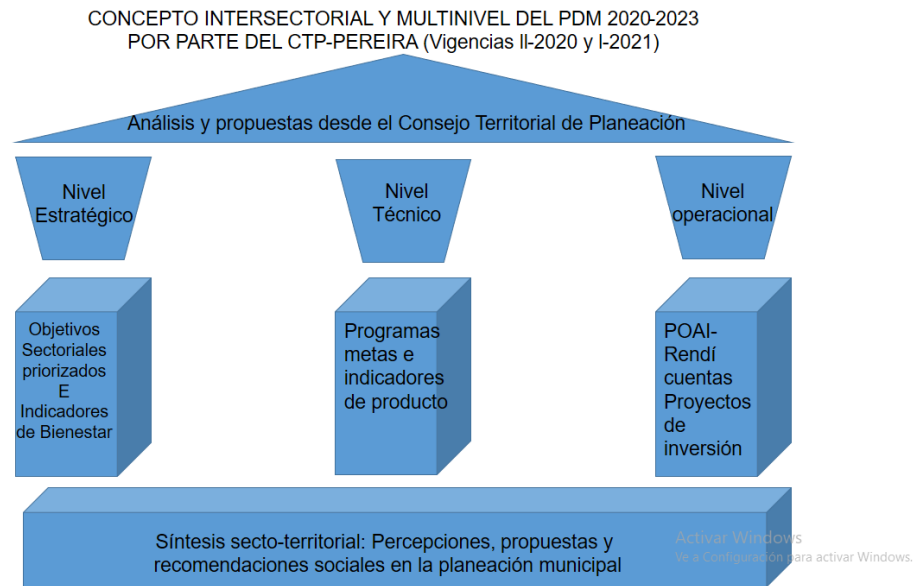 CONCEPTO INTERSECTORIAL Y MULTINIVEL DEL PDM 2020-2023
POR PARTE DEL CTP-PEREIRA (Vigencias II-2020 y I-2021)
Análisis y propuestas desde el Consejo Territorial de Planeación
Nivel
Estratégico
Nivel
Técnico
Nivel
operacional
Objetivos
Sectoriales
priorizados
E
Indicadores
de Bienestar
Programas
metas e
indicadores
de producto
POAI-
Rendí
cuentas
Proyectos
de
inversión
Síntesis secto-territorial: Percepciones, propuestas y
recomendaciones sociales en la planeación municipal
Activar Windows
Ve a Configuración para activar Windows.